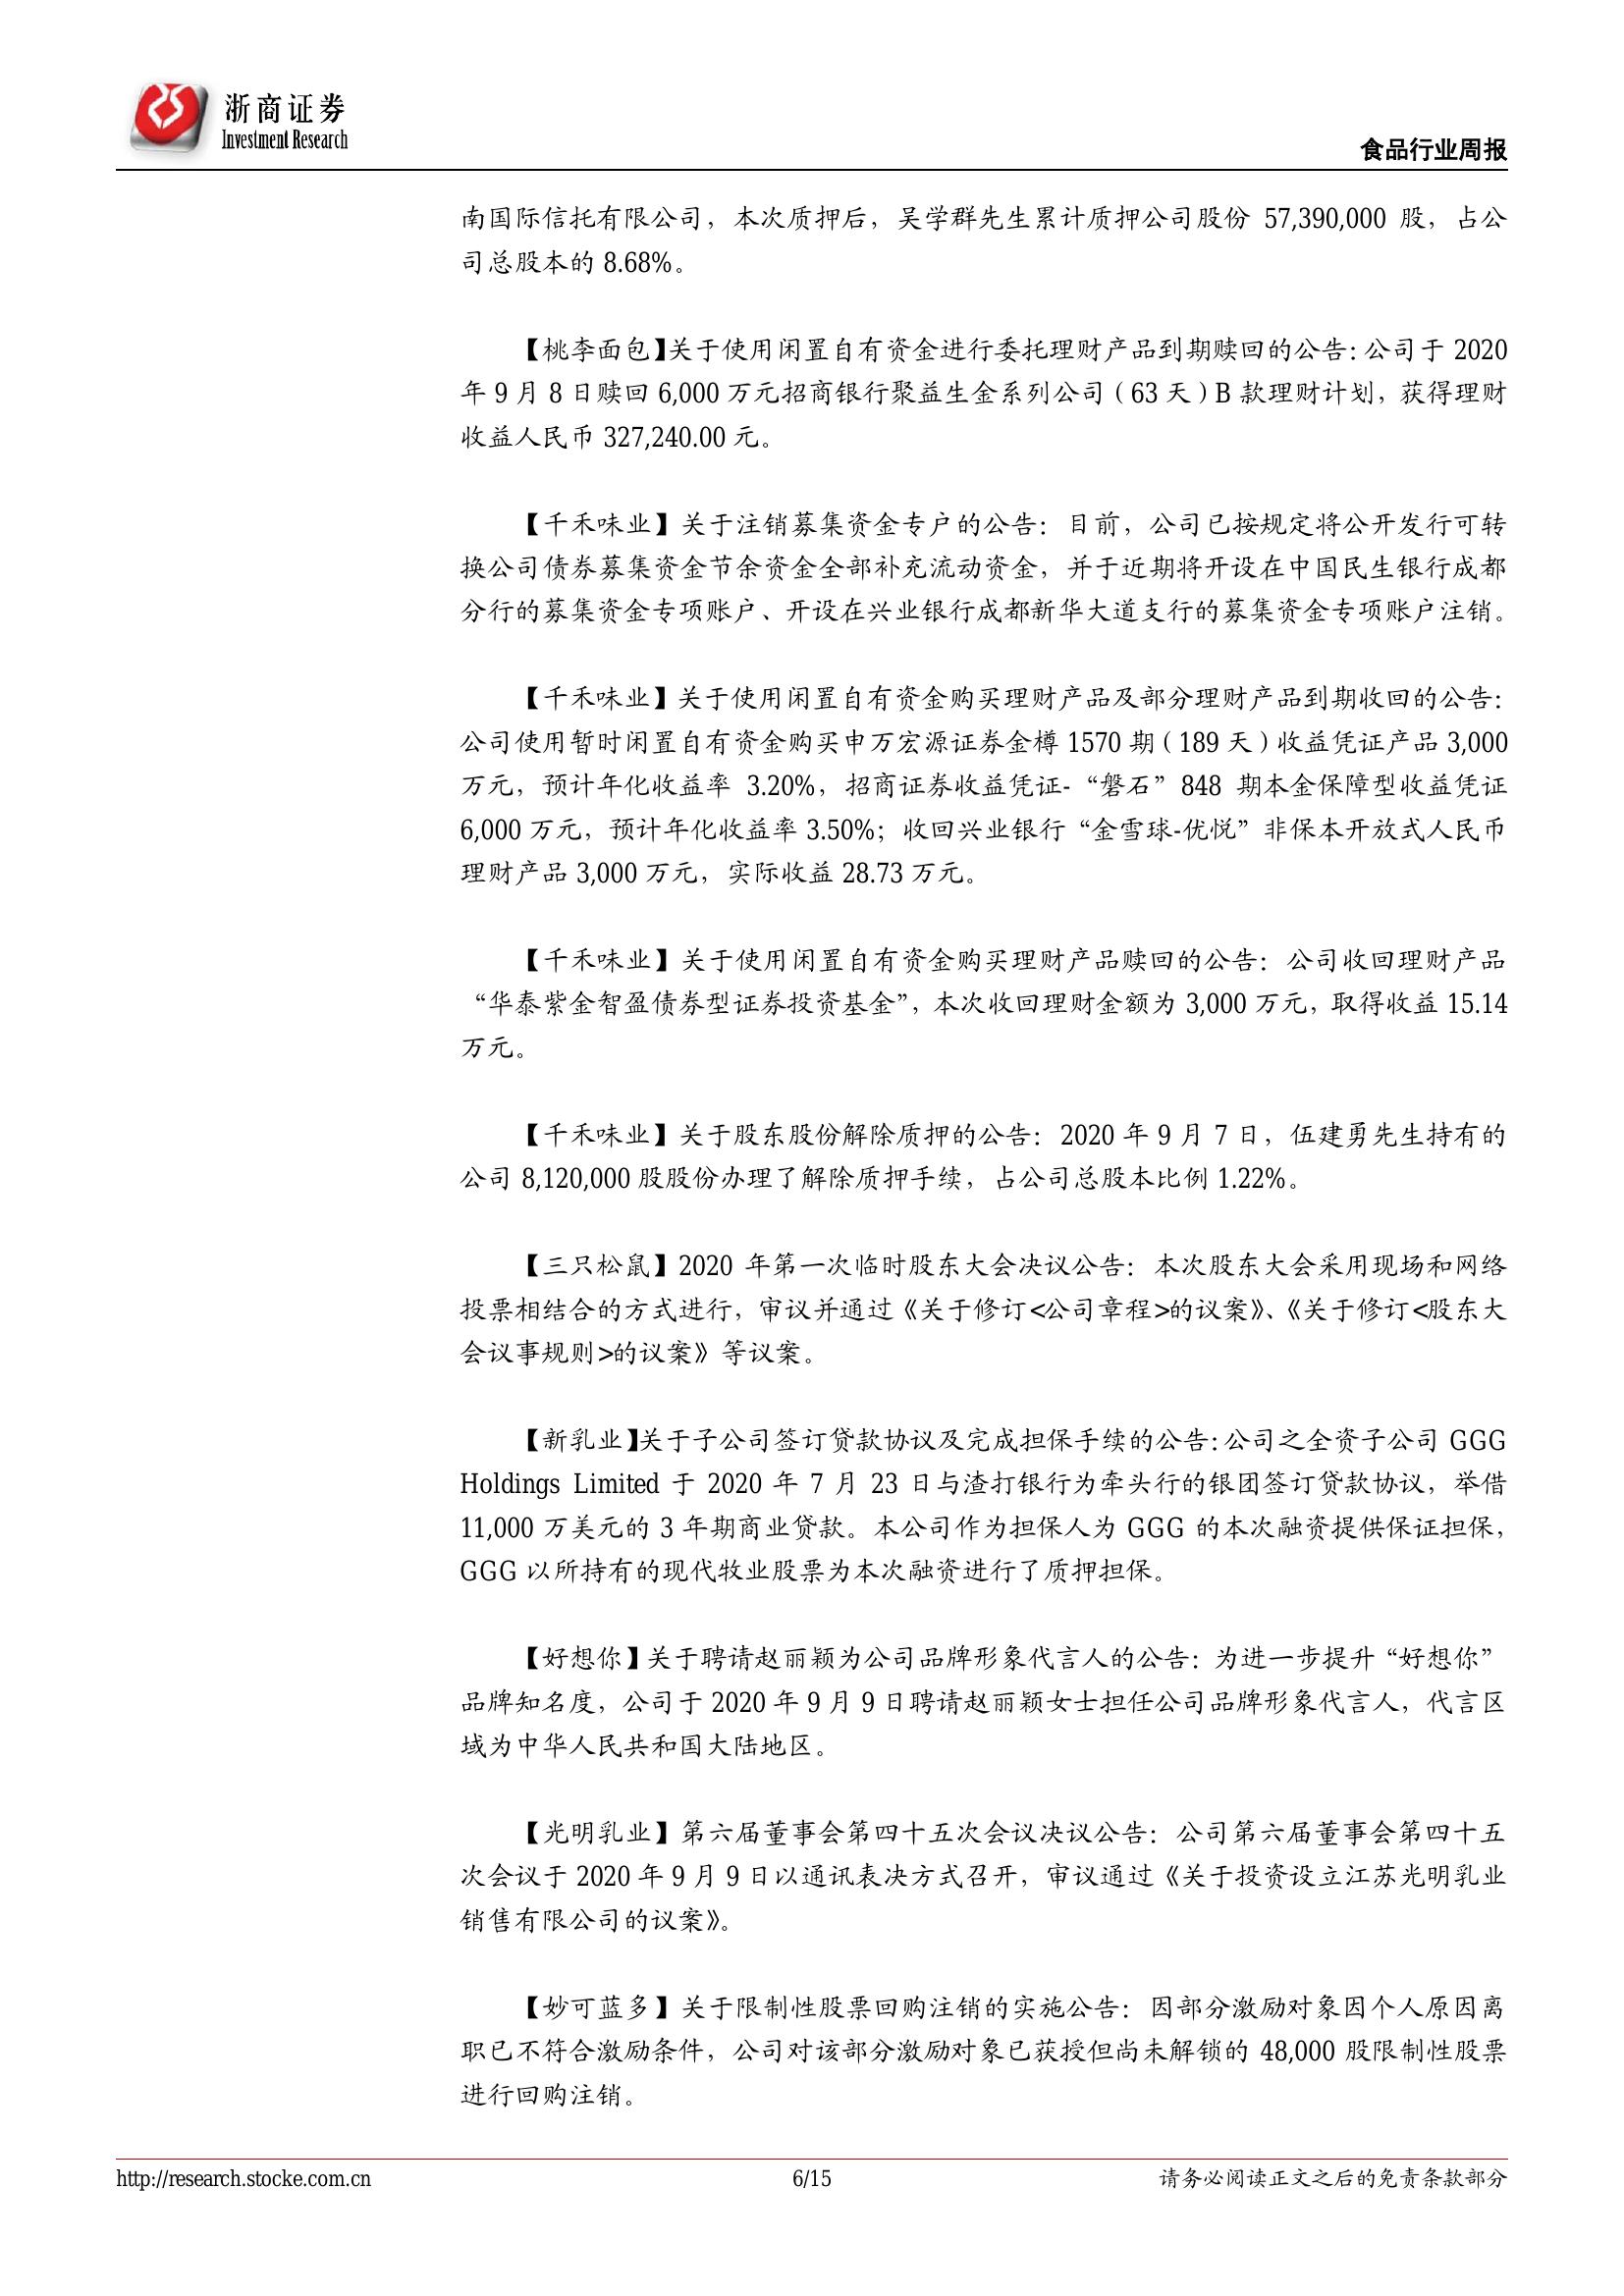 浙商证券
Investment Research
食品行业周报
南国际信托有限公司，本次质押后，吴学群先生累计质押公司股份 57,390,000 股，占公
司总股本的 8.68%。
【桃李面包】关于使用闲置自有资金进行委托理财产品到期赎回的公告：公司于 2020
年 9 月 8 日赎回 6,000 万元招商银行聚益生金系列公司（63 天）B 款理财计划，获得理财
收益人民币 327,240.00 元。
【千禾味业】关于注销募集资金专户的公告：目前，公司已按规定将公开发行可转
换公司债券募集资金节余资金全部补充流动资金，并于近期将开设在中国民生银行成都
分行的募集资金专项账户、开设在兴业银行成都新华大道支行的募集资金专项账户注销。
【千禾味业】关于使用闲置自有资金购买理财产品及部分理财产品到期收回的公告：
公司使用暂时闲置自有资金购买申万宏源证券金樽 1570 期（189 天）收益凭证产品 3,000
万元，预计年化收益率 3.20%，招商证券收益凭证-“磐石”848 期本金保障型收益凭证
6,000 万元，预计年化收益率 3.50%；收回兴业银行“金雪球-优悦”非保本开放式人民币
理财产品 3,000 万元，实际收益 28.73 万元。
【千禾味业】关于使用闲置自有资金购买理财产品赎回的公告：公司收回理财产品
“华泰紫金智盈债券型证券投资基金”，本次收回理财金额为 3,000 万元，取得收益 15.14
万元。
【千禾味业】关于股东股份解除质押的公告：2020 年 9 月 7 日，伍建勇先生持有的
公司 8,120,000 股股份办理了解除质押手续，占公司总股本比例 1.22%。
【三只松鼠】2020 年第一次临时股东大会决议公告：本次股东大会采用现场和网络
投票相结合的方式进行，审议并通过《关于修订<公司章程>的议案》、《关于修订<股东大
会议事规则>的议案》等议案。
【新乳业】关于子公司签订贷款协议及完成担保手续的公告：公司之全资子公司 GGG
Holdings Limited 于 2020 年 7 月 23 日与渣打银行为牵头行的银团签订贷款协议，举借
11,000 万美元的 3 年期商业贷款。本公司作为担保人为 GGG 的本次融资提供保证担保，
GGG 以所持有的现代牧业股票为本次融资进行了质押担保。
【好想你】关于聘请赵丽颖为公司品牌形象代言人的公告：为进一步提升“好想你”
品牌知名度，公司于 2020 年 9 月 9 日聘请赵丽颖女士担任公司品牌形象代言人，代言区
域为中华人民共和国大陆地区。
【光明乳业】第六届董事会第四十五次会议决议公告：公司第六届董事会第四十五
次会议于 2020 年 9 月 9 日以通讯表决方式召开，审议通过《关于投资设立江苏光明乳业
销售有限公司的议案》。
【妙可蓝多】关于限制性股票回购注销的实施公告：因部分激励对象因个人原因离
职已不符合激励条件，公司对该部分激励对象已获授但尚未解锁的 48,000 股限制性股票
进行回购注销。
http://research.stocke.com.cn
6/15
请务必阅读正文之后的免责条款部分